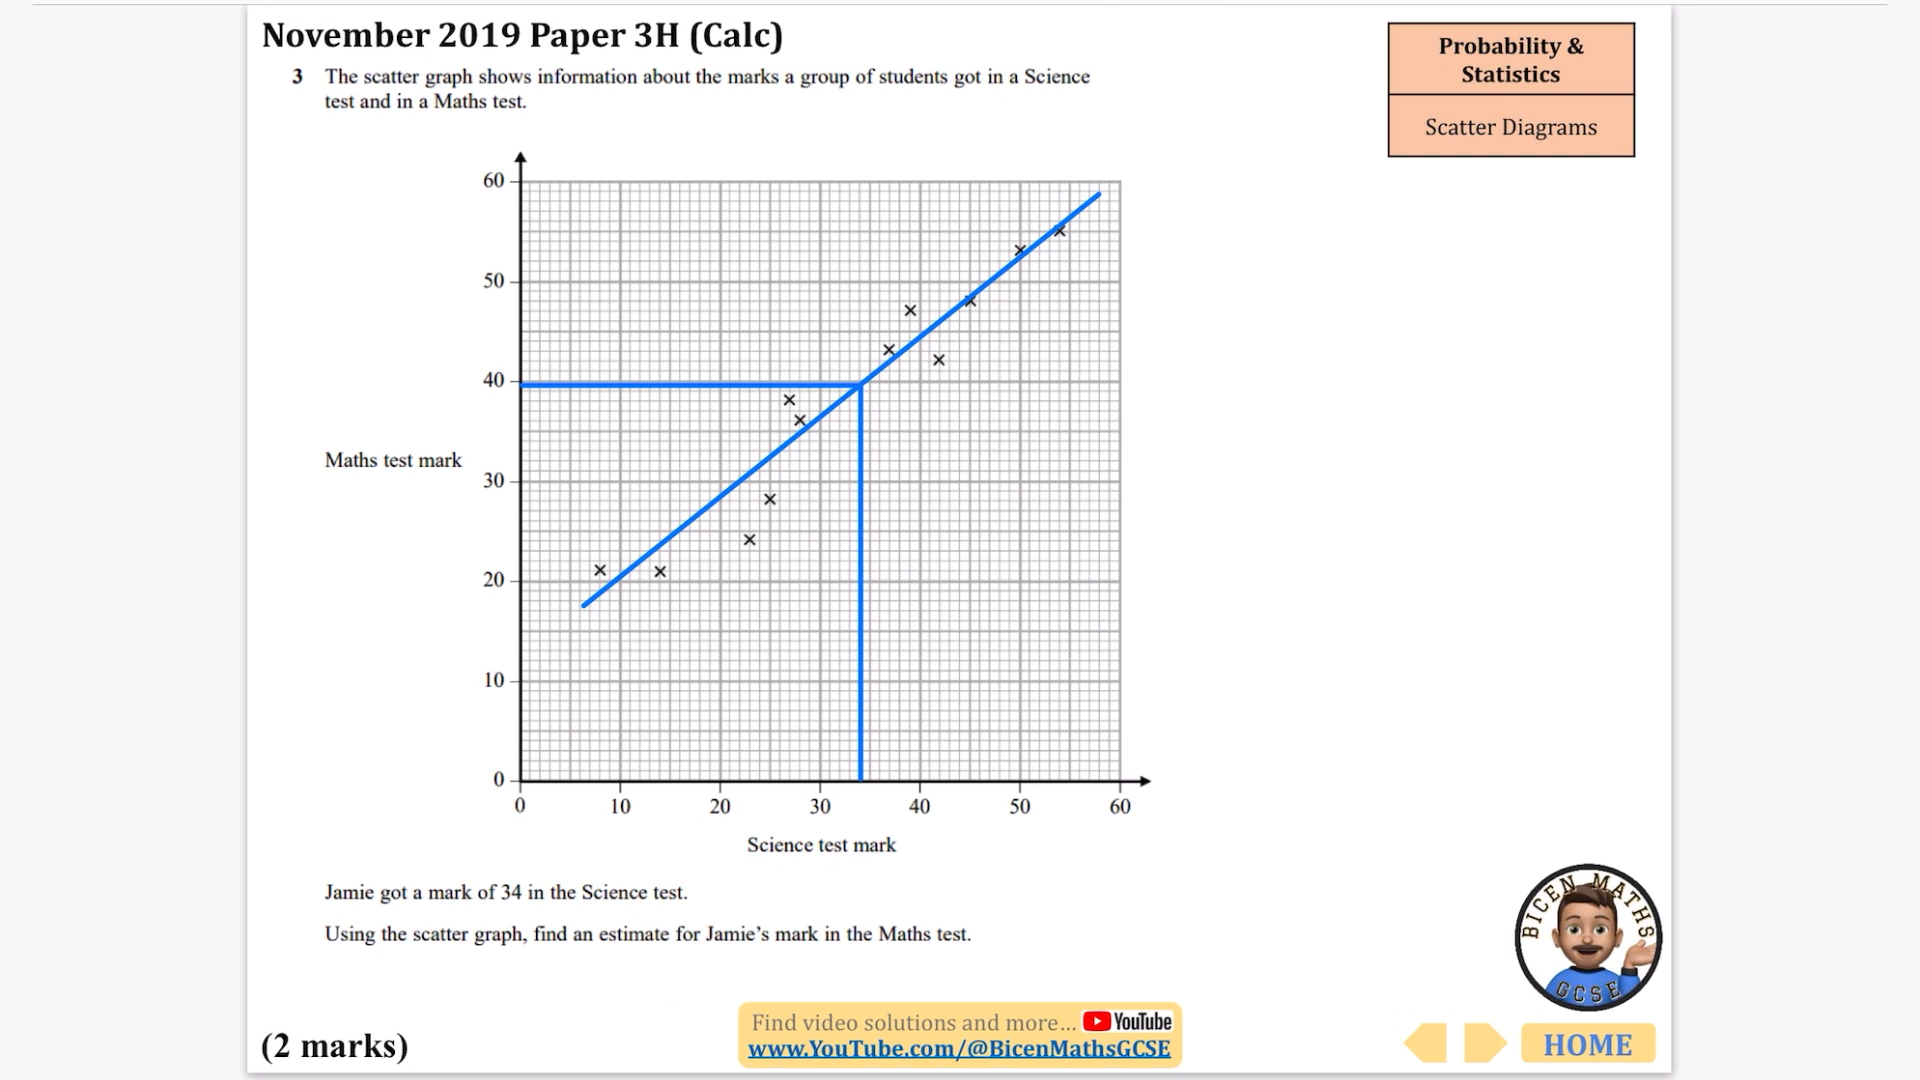 November 2019 Paper 3H (Calc)
Probability &
Statistics
Scatter Diagrams
3 The scatter graph shows information about the marks a group of students got in a Science
test and in a Maths test.
60
50
40
30
20
10
0
Maths test mark
0 10 20 30 40 50 60
Science test mark
Jamie got a mark of 34 in the Science test.
Using the scatter graph, find an estimate for Jamie’s mark in the Maths test.
BICEN MATHS
GCSE
(2 marks)
Find video solutions and more... YouTube
www.YouTube.com/@BicenMathsGCSE
HOME